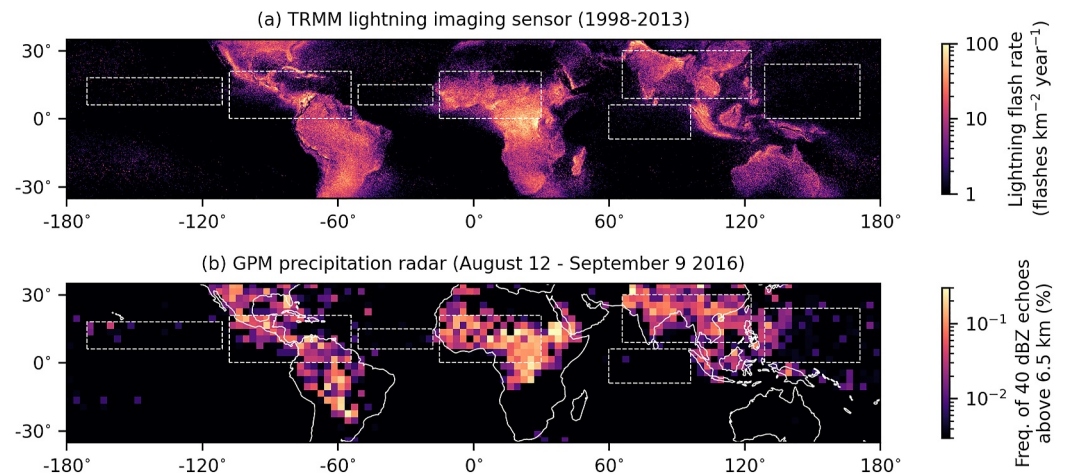 (a) TRMM lightning imaging sensor (1998-2013)
30°
0°
-30°
-180° -120° -60° 0° 60° 120° 180°
100
10
1
Lightning flash rate
(flashes km⁻² year⁻¹)
(b) GPM precipitation radar (August 12 - September 9 2016)
30°
0°
-30°
-180° -120° -60° 0° 60° 120° 180°
10⁻¹
10⁻²
Freq. of 40 dBZ echoes
above 6.5 km (%)